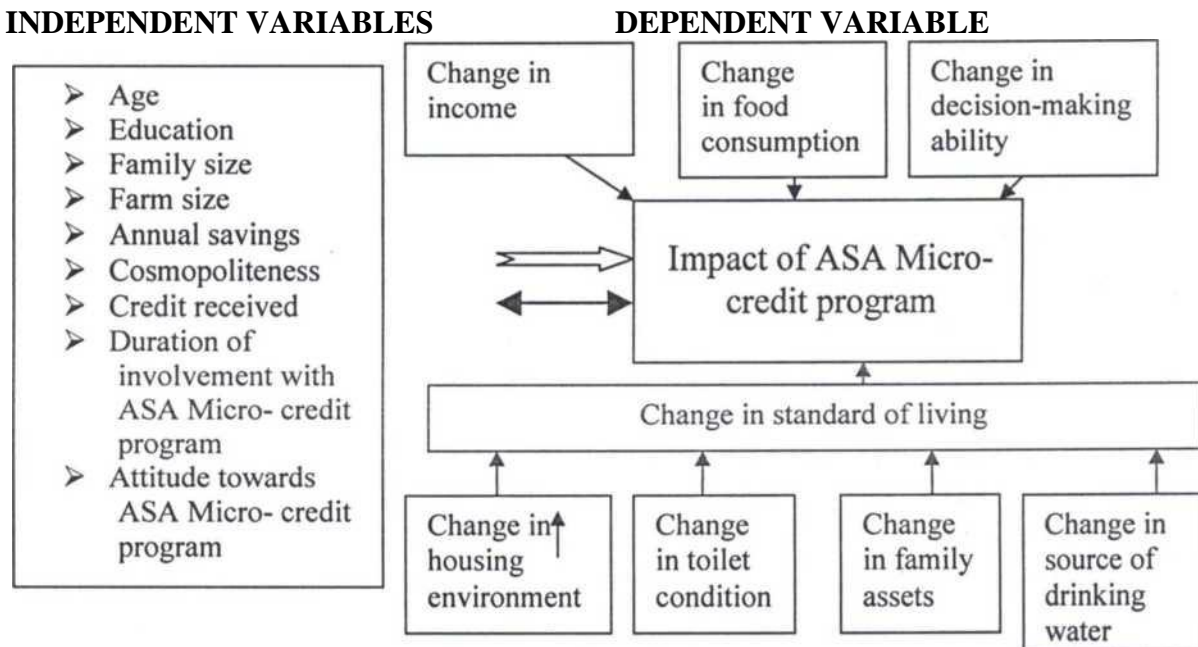 INDEPENDENT VARIABLES
DEPENDENT VARIABLE
➢ Age
➢ Education
➢ Family size
➢ Farm size
➢ Annual savings
➢ Cosmopoliteness
➢ Credit received
➢ Duration of
involvement with
ASA Micro- credit
program
➢ Attitude towards
ASA Micro- credit
program
Change in
income
Change
in food
consumption
Change in
decision-making
ability
Impact of ASA Micro-
credit program
Change in standard of living
Change in
housing
environment
Change
in toilet
condition
Change
in family
assets
Change in
source of
drinking
water